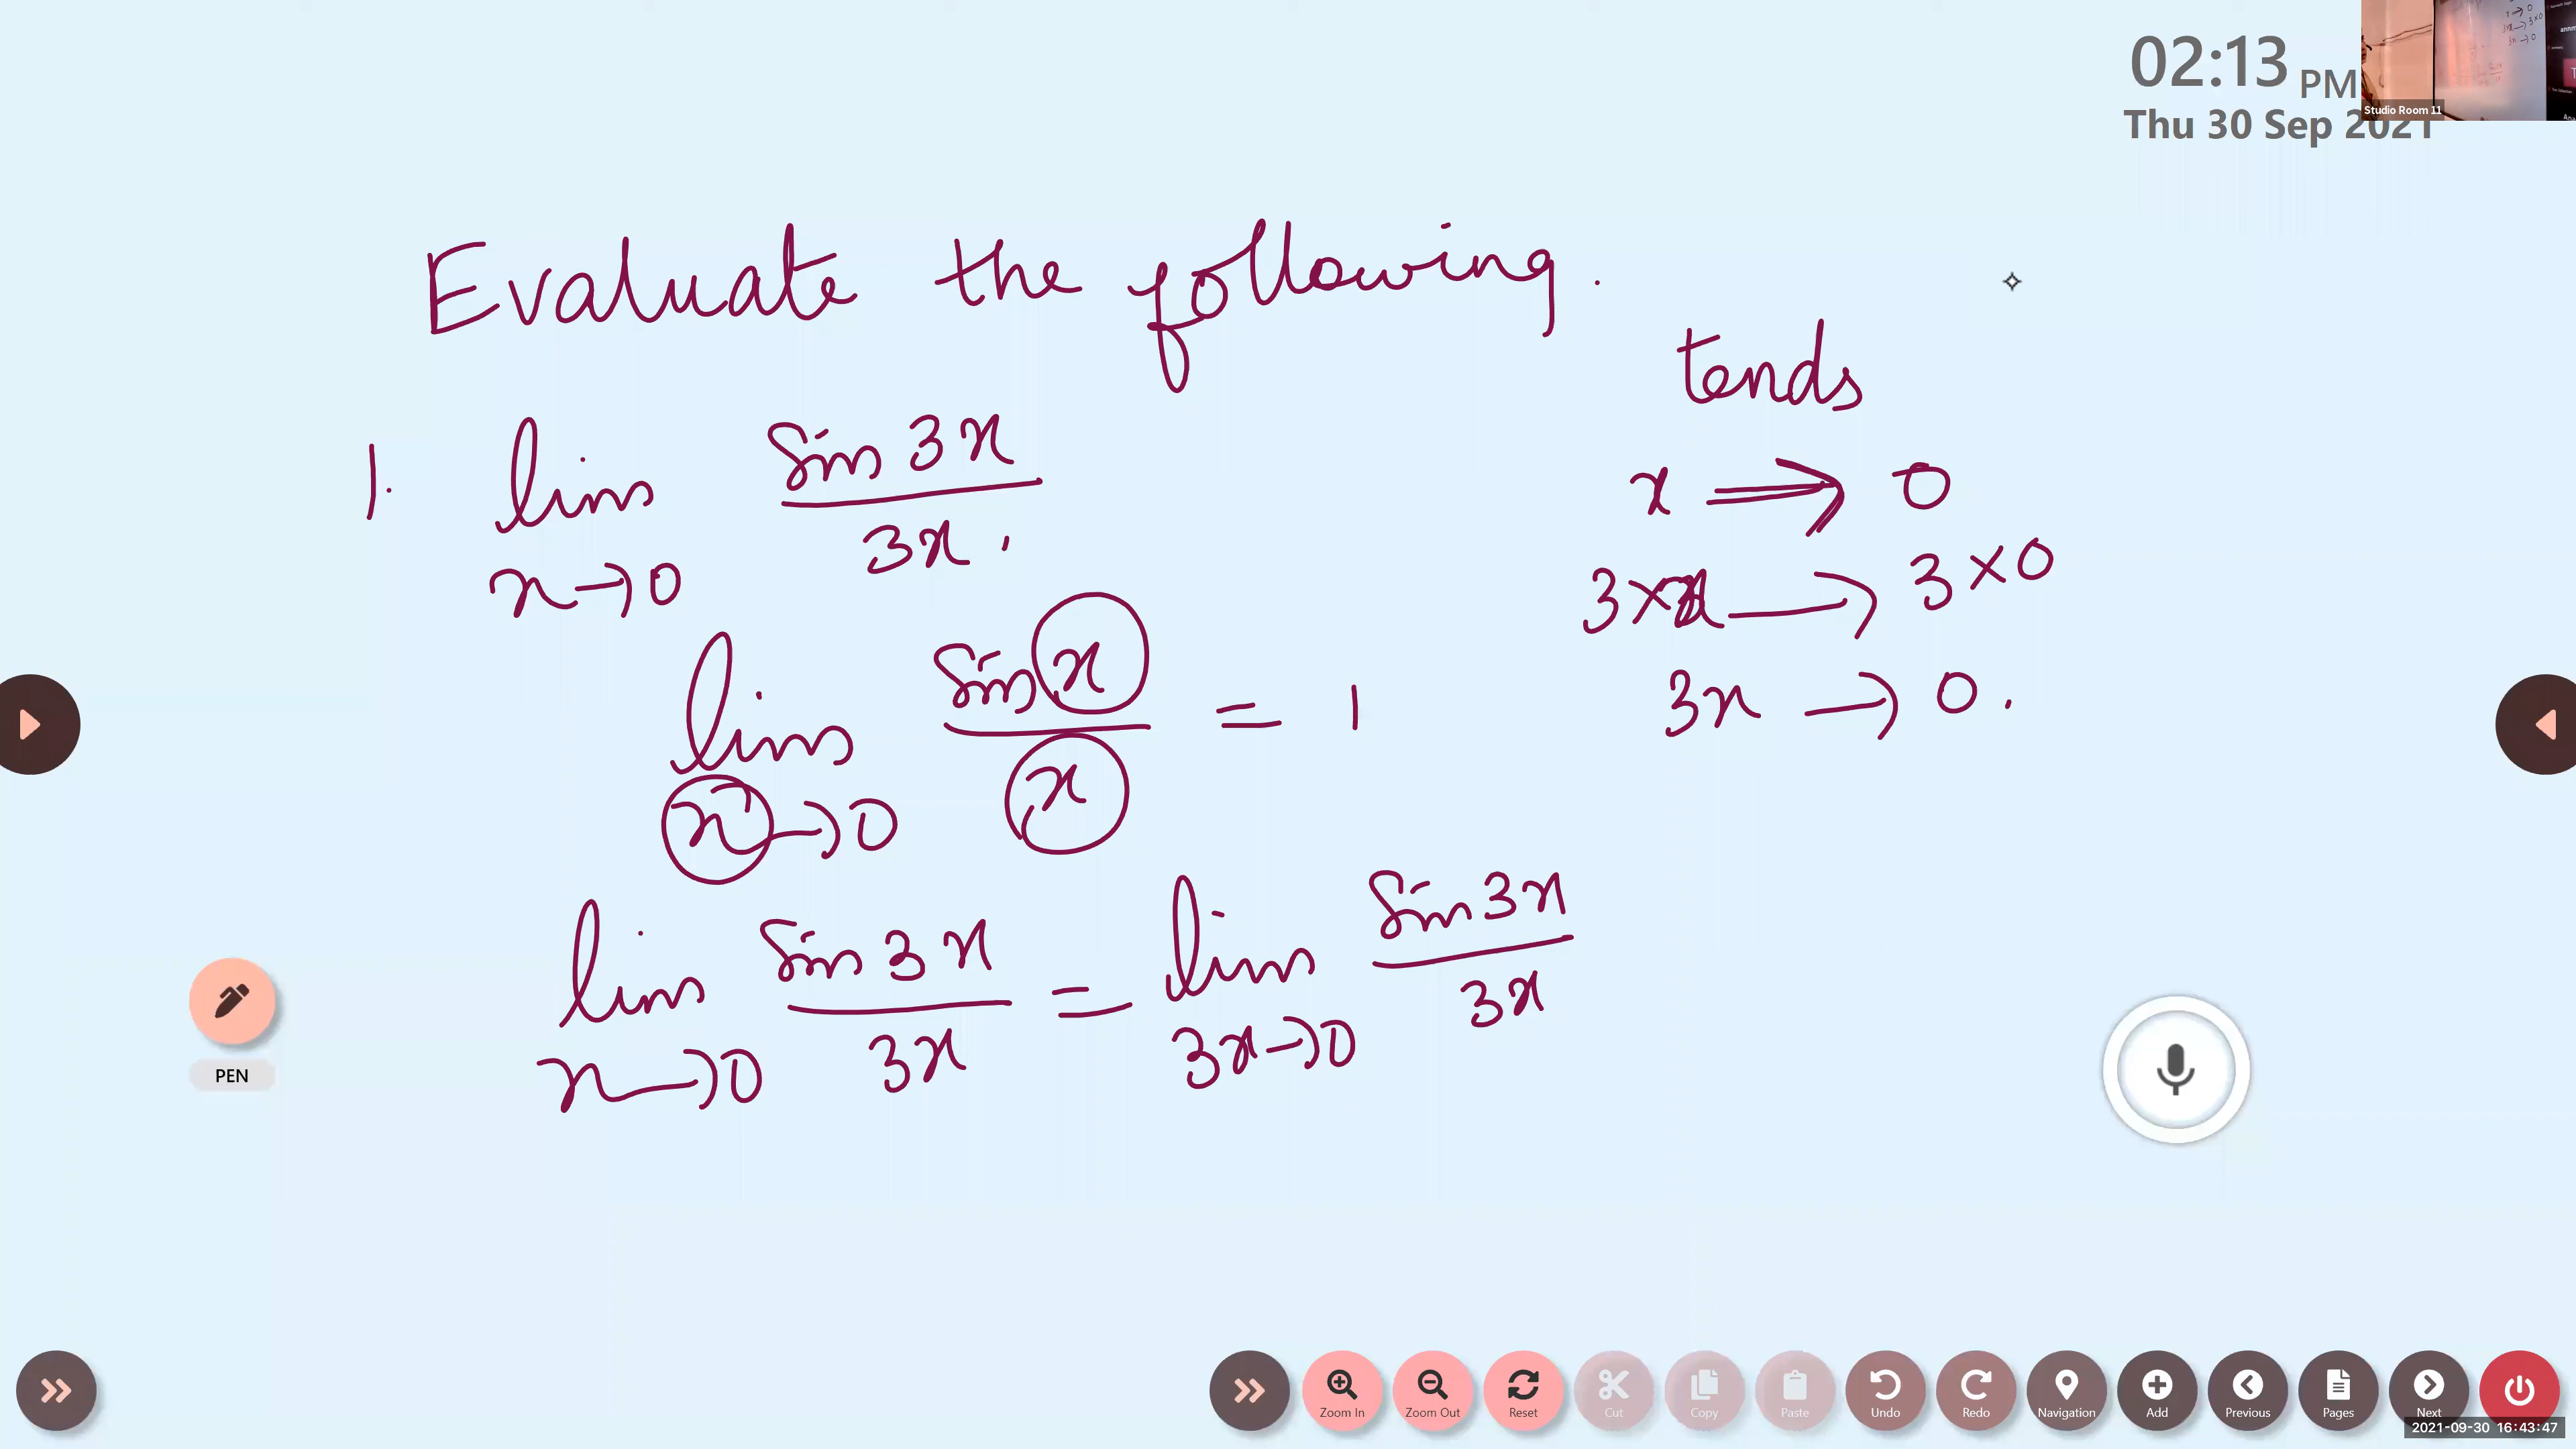 02:13 PM
Thu 30 Sep 2021
Studio Room 11
Evaluate the following.
tends
1. lim sin 3x / 3x.
x→0
x ⟹ 0
3×x → 3×0
3x → 0.
lim sin x / x = 1
x→0
lim sin 3x / 3x = lim sin 3x / 3x
x→0 3x→0
PEN
Zoom In Zoom Out Reset Cut Copy Paste Undo Redo Navigation Add Previous Pages Next
2021-09-30 16:43:47